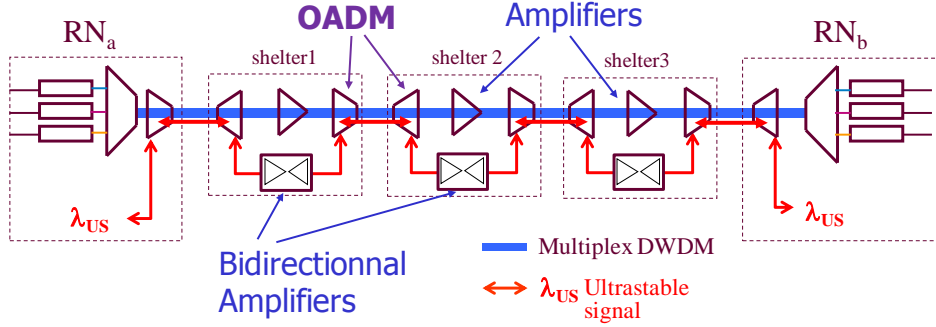 OADM
Amplifiers
RNa
shelter1
shelter 2
shelter3
RNb
λUS
λUS
Bidirectionnal
Amplifiers
Multiplex DWDM
λUS Ultrastable
signal